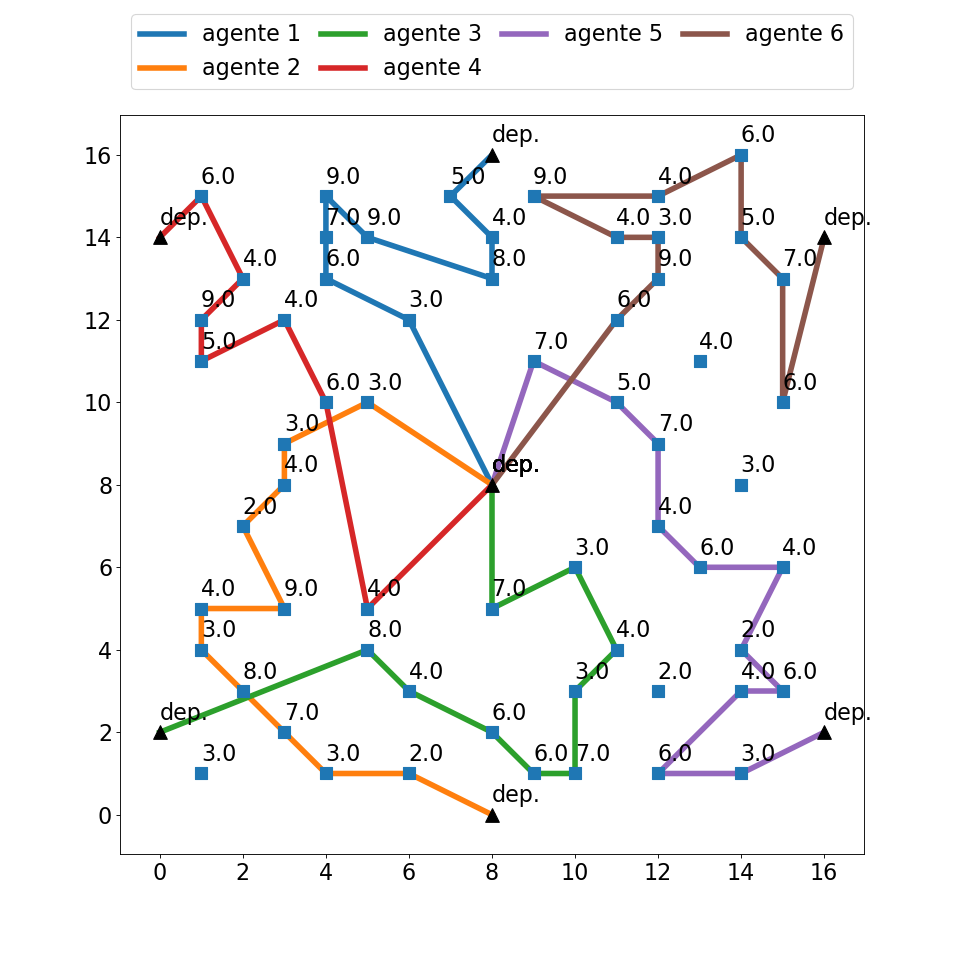 agente 1 agente 3 agente 5 agente 6
agente 2 agente 4
dep. 6.0
6.0 9.0 5.0 9.0 4.0
dep. 7.0 9.0 4.0 4.0 3.0 5.0 dep.
4.0 6.0 8.0 9.0 7.0
9.0 4.0 3.0 6.0
5.0 7.0 4.0
6.0 3.0 5.0 6.0
3.0 7.0
4.0 dep. 3.0
2.0 4.0
3.0 6.0 4.0
4.0 9.0 4.0 7.0
3.0 8.0 4.0 2.0
8.0 4.0 3.0 2.0 4.0 6.0
dep. 7.0 6.0 dep.
3.0 3.0 2.0 6.0 7.0 6.0 3.0
dep.
16
14
12
10
8
6
4
2
0
0 2 4 6 8 10 12 14 16